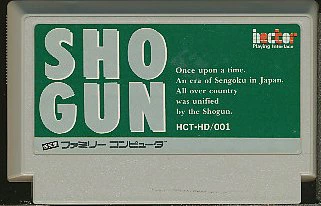 SHO
GUN
hector
Playing Interface
Once upon a time.
An era of Sengoku in Japan.
All over country
was unified
by the Shogun.
HCT-HD/001
ファミリー コンピュータ